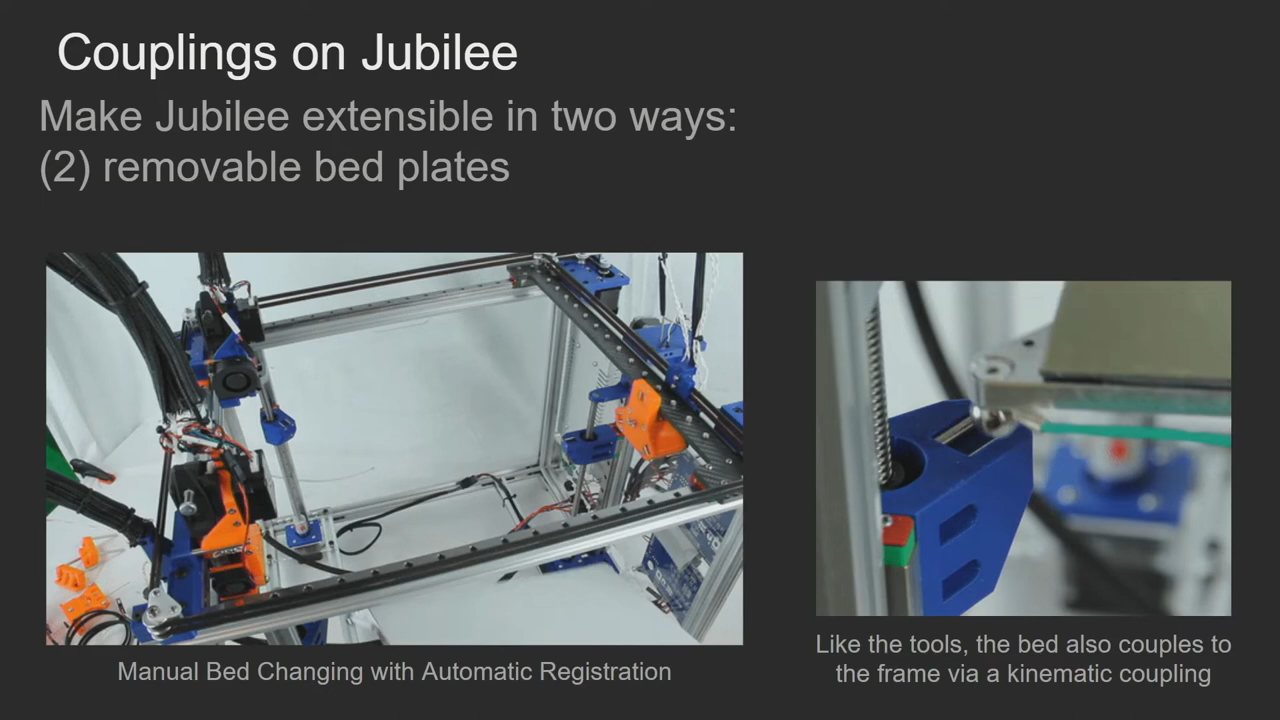 Couplings on Jubilee
Make Jubilee extensible in two ways:
(2) removable bed plates
Manual Bed Changing with Automatic Registration
Like the tools, the bed also couples to
the frame via a kinematic coupling